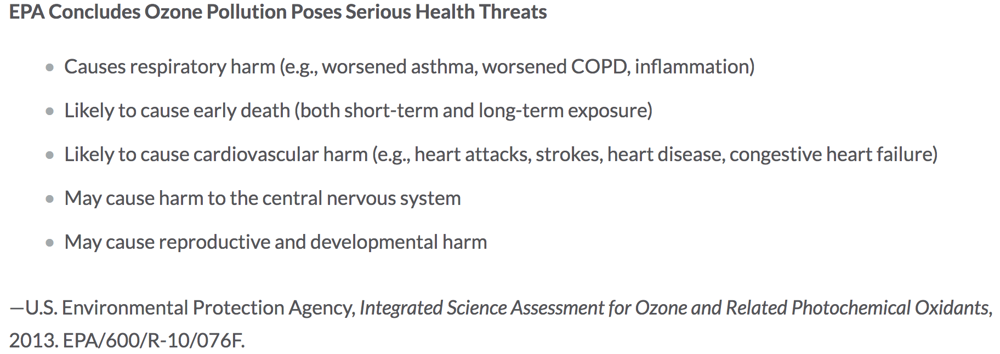 EPA Concludes Ozone Pollution Poses Serious Health Threats
• Causes respiratory harm (e.g., worsened asthma, worsened COPD, inflammation)
• Likely to cause early death (both short-term and long-term exposure)
• Likely to cause cardiovascular harm (e.g., heart attacks, strokes, heart disease, congestive heart failure)
• May cause harm to the central nervous system
• May cause reproductive and developmental harm
—U.S. Environmental Protection Agency, Integrated Science Assessment for Ozone and Related Photochemical Oxidants,
2013. EPA/600/R-10/076F.